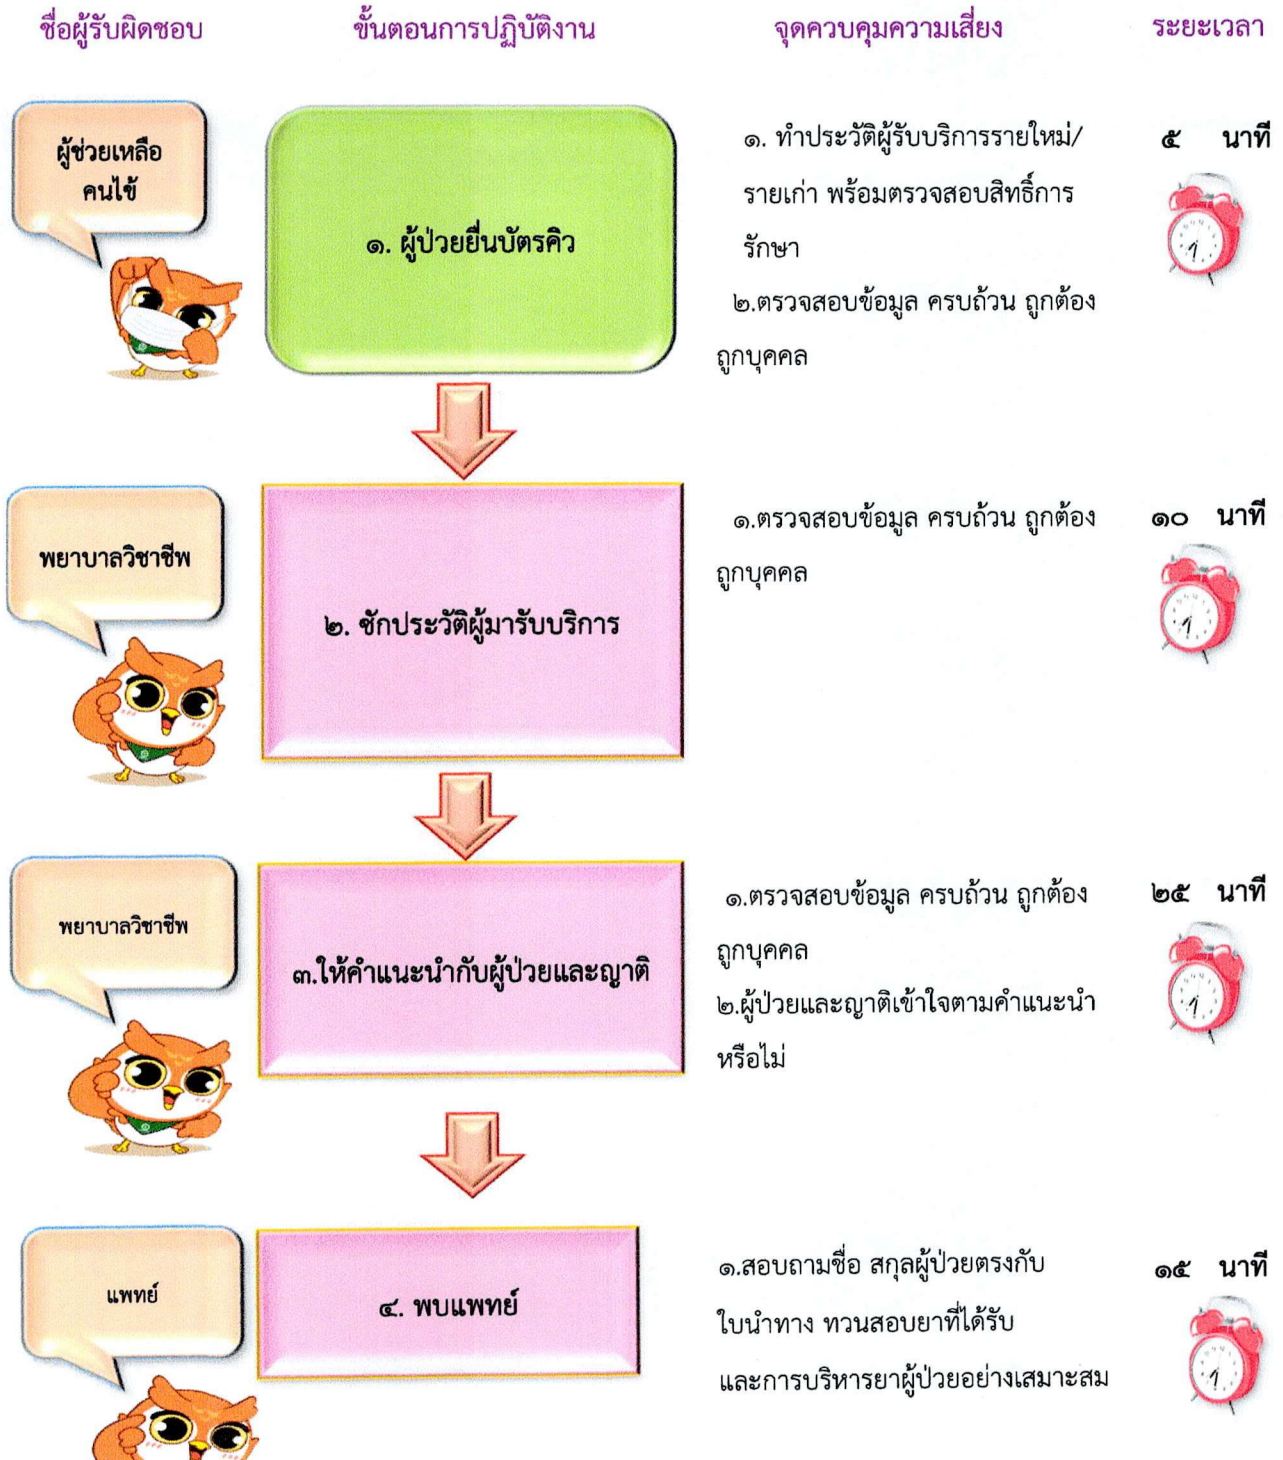 ชื่อผู้รับผิดชอบ
ขั้นตอนการปฏิบัติงาน
จุดควบคุมความเสี่ยง
ระยะเวลา
ผู้ช่วยเหลือ
คนไข้
๑. ผู้ป่วยยื่นบัตรคิว
๑. ทำประวัติผู้รับบริการรายใหม่/
รายเก่า พร้อมตรวจสอบสิทธิ์การ
รักษา
๒.ตรวจสอบข้อมูล ครบถ้วน ถูกต้อง
ถูกบุคคล
๕ นาที
พยาบาลวิชาชีพ
๒. ซักประวัติผู้มารับบริการ
๑.ตรวจสอบข้อมูล ครบถ้วน ถูกต้อง
ถูกบุคคล
๑๐ นาที
พยาบาลวิชาชีพ
๓.ให้คำแนะนำกับผู้ป่วยและญาติ
๑.ตรวจสอบข้อมูล ครบถ้วน ถูกต้อง
ถูกบุคคล
๒.ผู้ป่วยและญาติเข้าใจตามคำแนะนำ
หรือไม่
๒๕ นาที
แพทย์
๔. พบแพทย์
๑.สอบถามชื่อ สกุลผู้ป่วยตรงกับ
ใบนำทาง ทวนสอบยาที่ได้รับ
และการบริหารยาผู้ป่วยอย่างเสมาะสม
๑๕ นาที